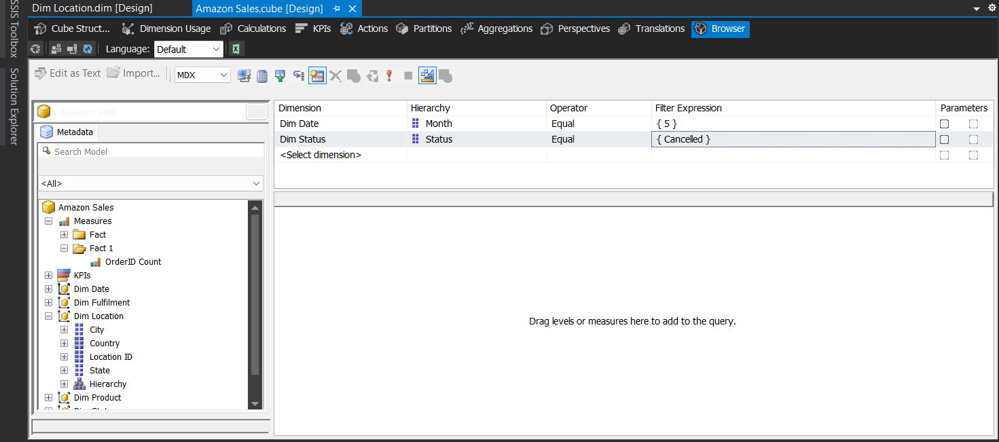 Dim Location.dim [Design]
Amazon Sales.cube [Design]
SSIS Toolbox
Solution Explorer
Cube Struct... Dimension Usage Calculations KPIs Actions Partitions Aggregations Perspectives Translations Browser
Language: Default
Edit as Text Import... MDX
Amazon Sales
Metadata
Search Model
<All>
Amazon Sales
Measures
Fact
Fact 1
OrderID Count
KPIs
Dim Date
Dim Fulfilment
Dim Location
City
Country
Location ID
State
Hierarchy
Dim Product
Dimension Hierarchy Operator Filter Expression Parameters
Dim Date Month Equal { 5 }
Dim Status Status Equal { Cancelled }
<Select dimension>
Drag levels or measures here to add to the query.